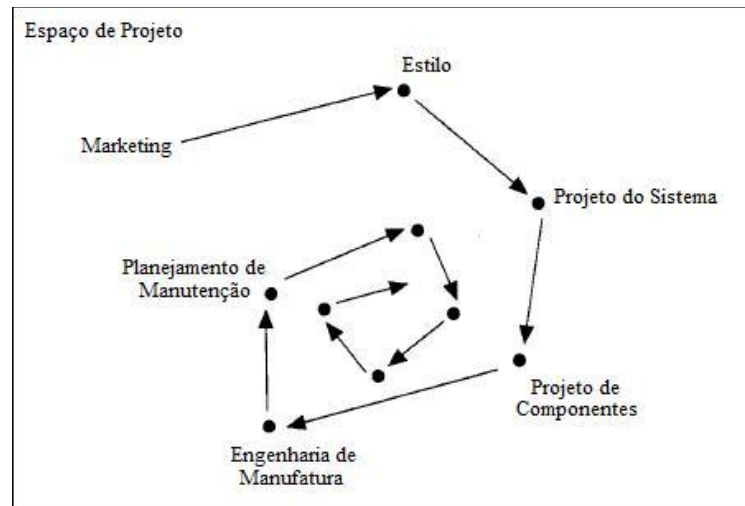 Espaço de Projeto
Estilo
Marketing
Projeto do Sistema
Planejamento de
Manutenção
Projeto de
Componentes
Engenharia de
Manufatura